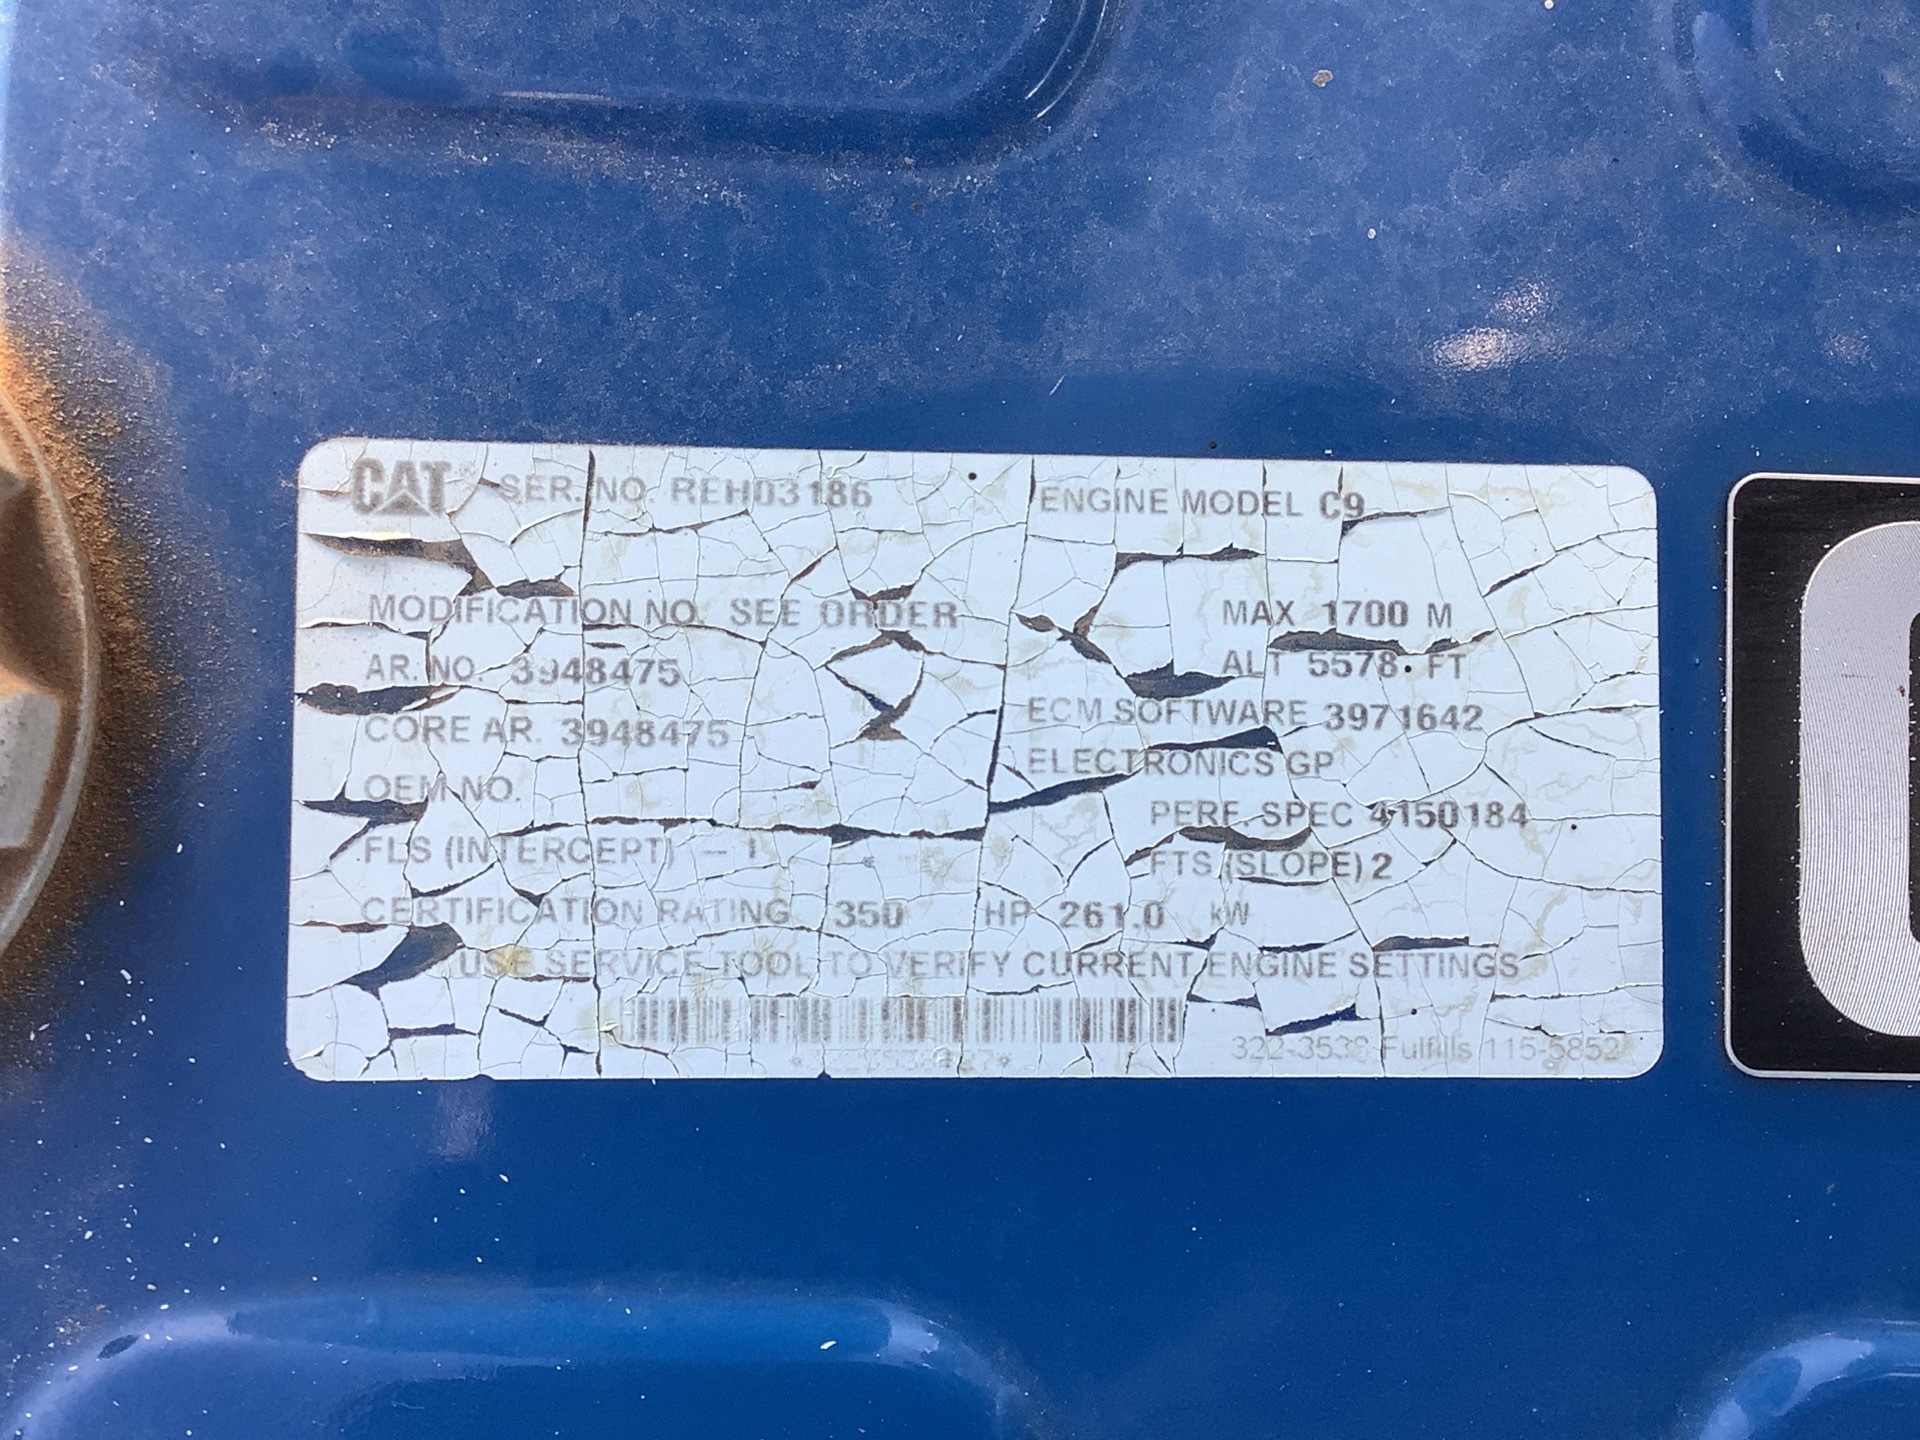 CAT SER. NO. REH03186 ENGINE MODEL C9
MODIFICATION NO. SEE ORDER MAX 1700 M
AR. NO. 3948475 ALT 5578. FT
CORE AR. 3948475 ECM SOFTWARE 3971642
ELECTRONICS GP
OEM NO. PERF. SPEC 4150184
FLS (INTERCEPT) – 1 FTS (SLOPE) 2
CERTIFICATION RATING 350 HP 261.0 kW
USE SERVICE TOOL TO VERIFY CURRENT ENGINE SETTINGS
322-3538 Fulfills 115-5852